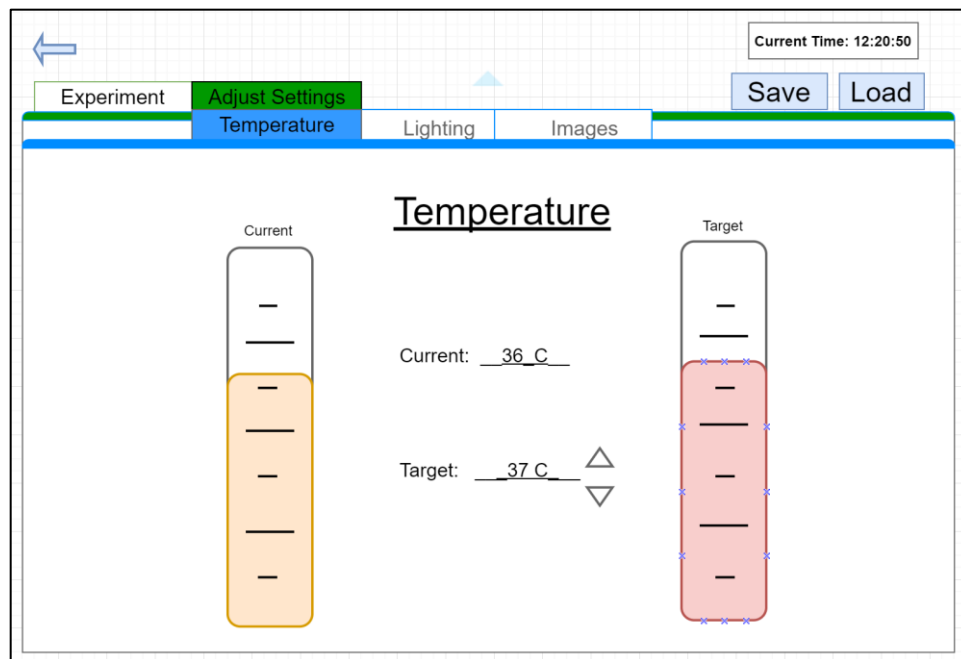 Current Time: 12:20:50
Save Load
Experiment Adjust Settings
Temperature Lighting Images
Temperature
Current Target
Current: __36_C__
Target: __37 C__